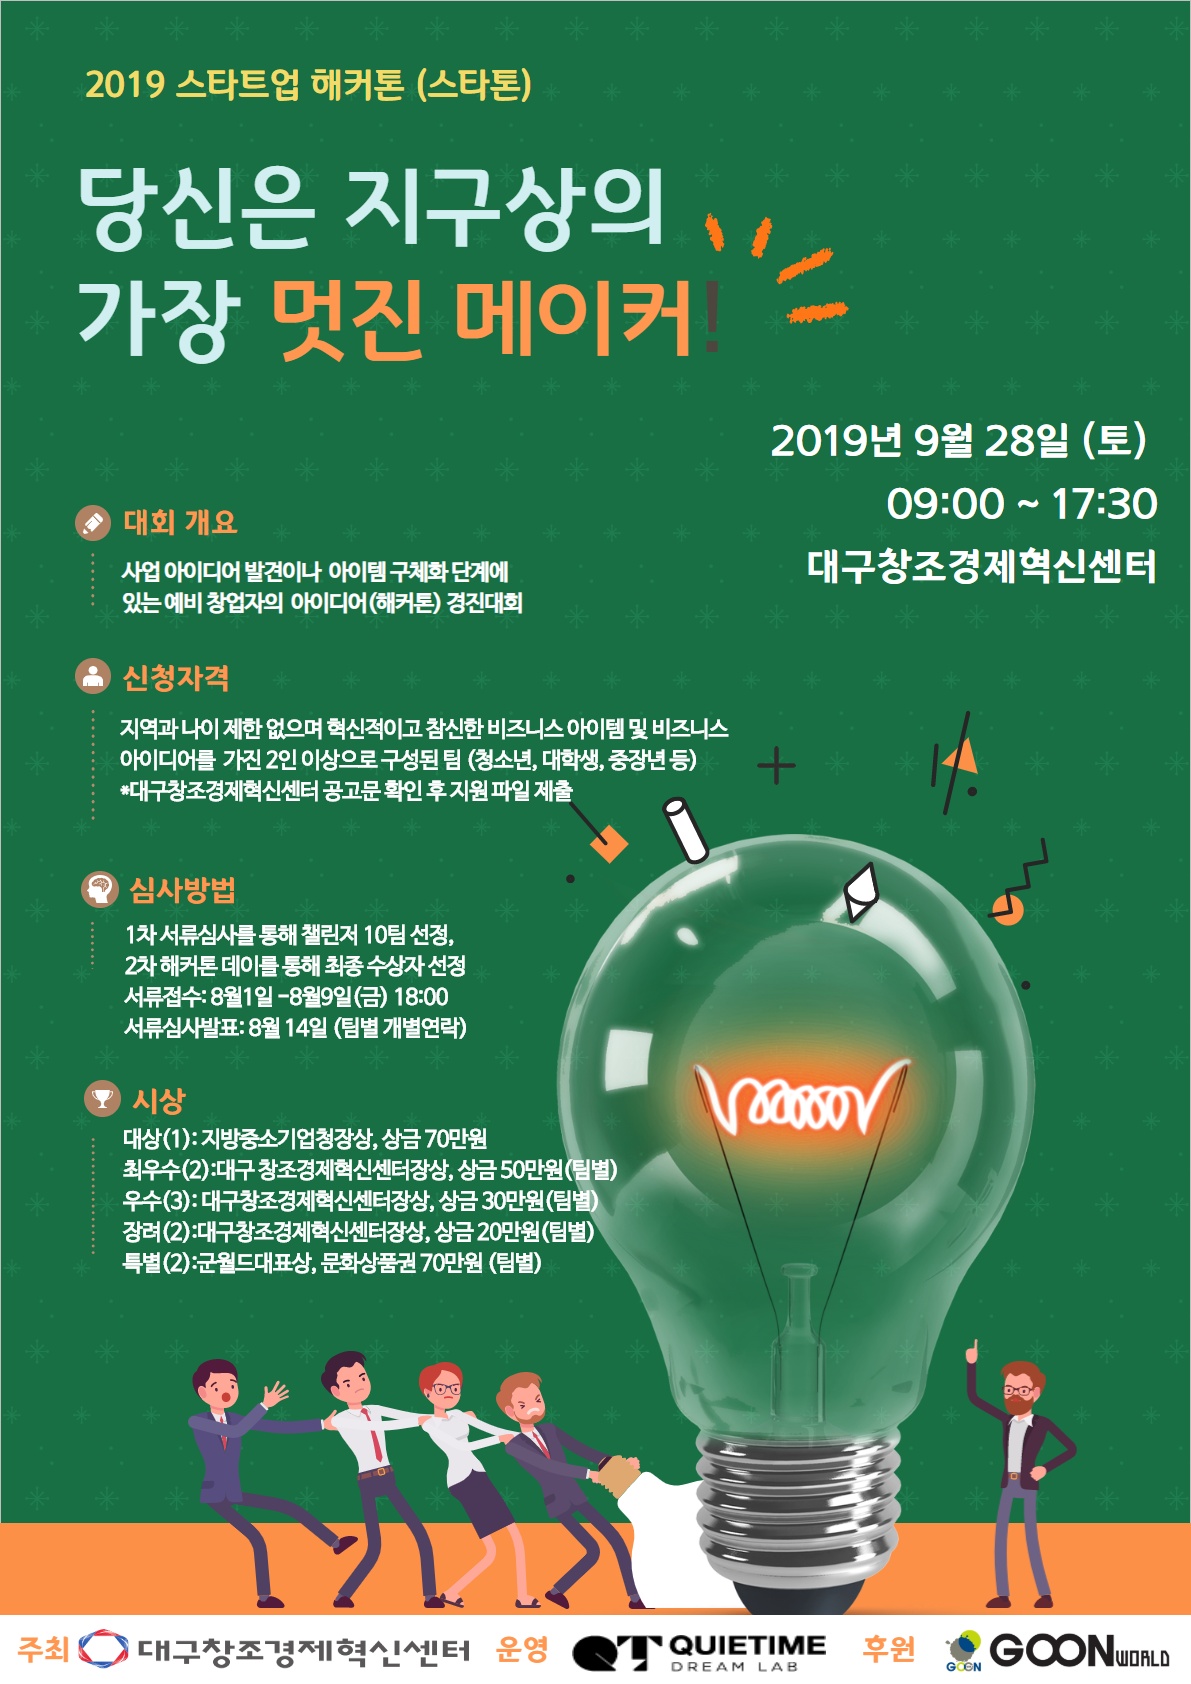 2019 스타트업 해커톤 (스타톤)
당신은 지구상의
가장 멋진 메이커!
2019년 9월 28일 (토)
09:00 ~ 17:30
대구창조경제혁신센터
대회 개요
사업 아이디어 발견이나 아이템 구체화 단계에
있는 예비 창업자의 아이디어(해커톤) 경진대회
신청자격
지역과 나이 제한 없으며 혁신적이고 참신한 비즈니스 아이템 및 비즈니스
아이디어를 가진 2인 이상으로 구성된 팀 (청소년, 대학생, 중장년 등)
*대구창조경제혁신센터 공고문 확인 후 지원 파일 제출
심사방법
1차 서류심사를 통해 챌린저 10팀 선정,
2차 해커톤 데이를 통해 최종 수상자 선정
서류접수: 8월1일 -8월9일(금) 18:00
서류심사발표: 8월 14일 (팀별 개별연락)
시상
대상(1): 지방중소기업청장상, 상금 70만원
최우수(2):대구 창조경제혁신센터장상, 상금 50만원(팀별)
우수(3): 대구창조경제혁신센터장상, 상금 30만원(팀별)
장려(2):대구창조경제혁신센터장상, 상금 20만원(팀별)
특별(2):군월드대표상, 문화상품권 70만원 (팀별)
주최 대구창조경제혁신센터 운영 QT QUIETIME DREAM LAB 후원 GOON GOON WORLD